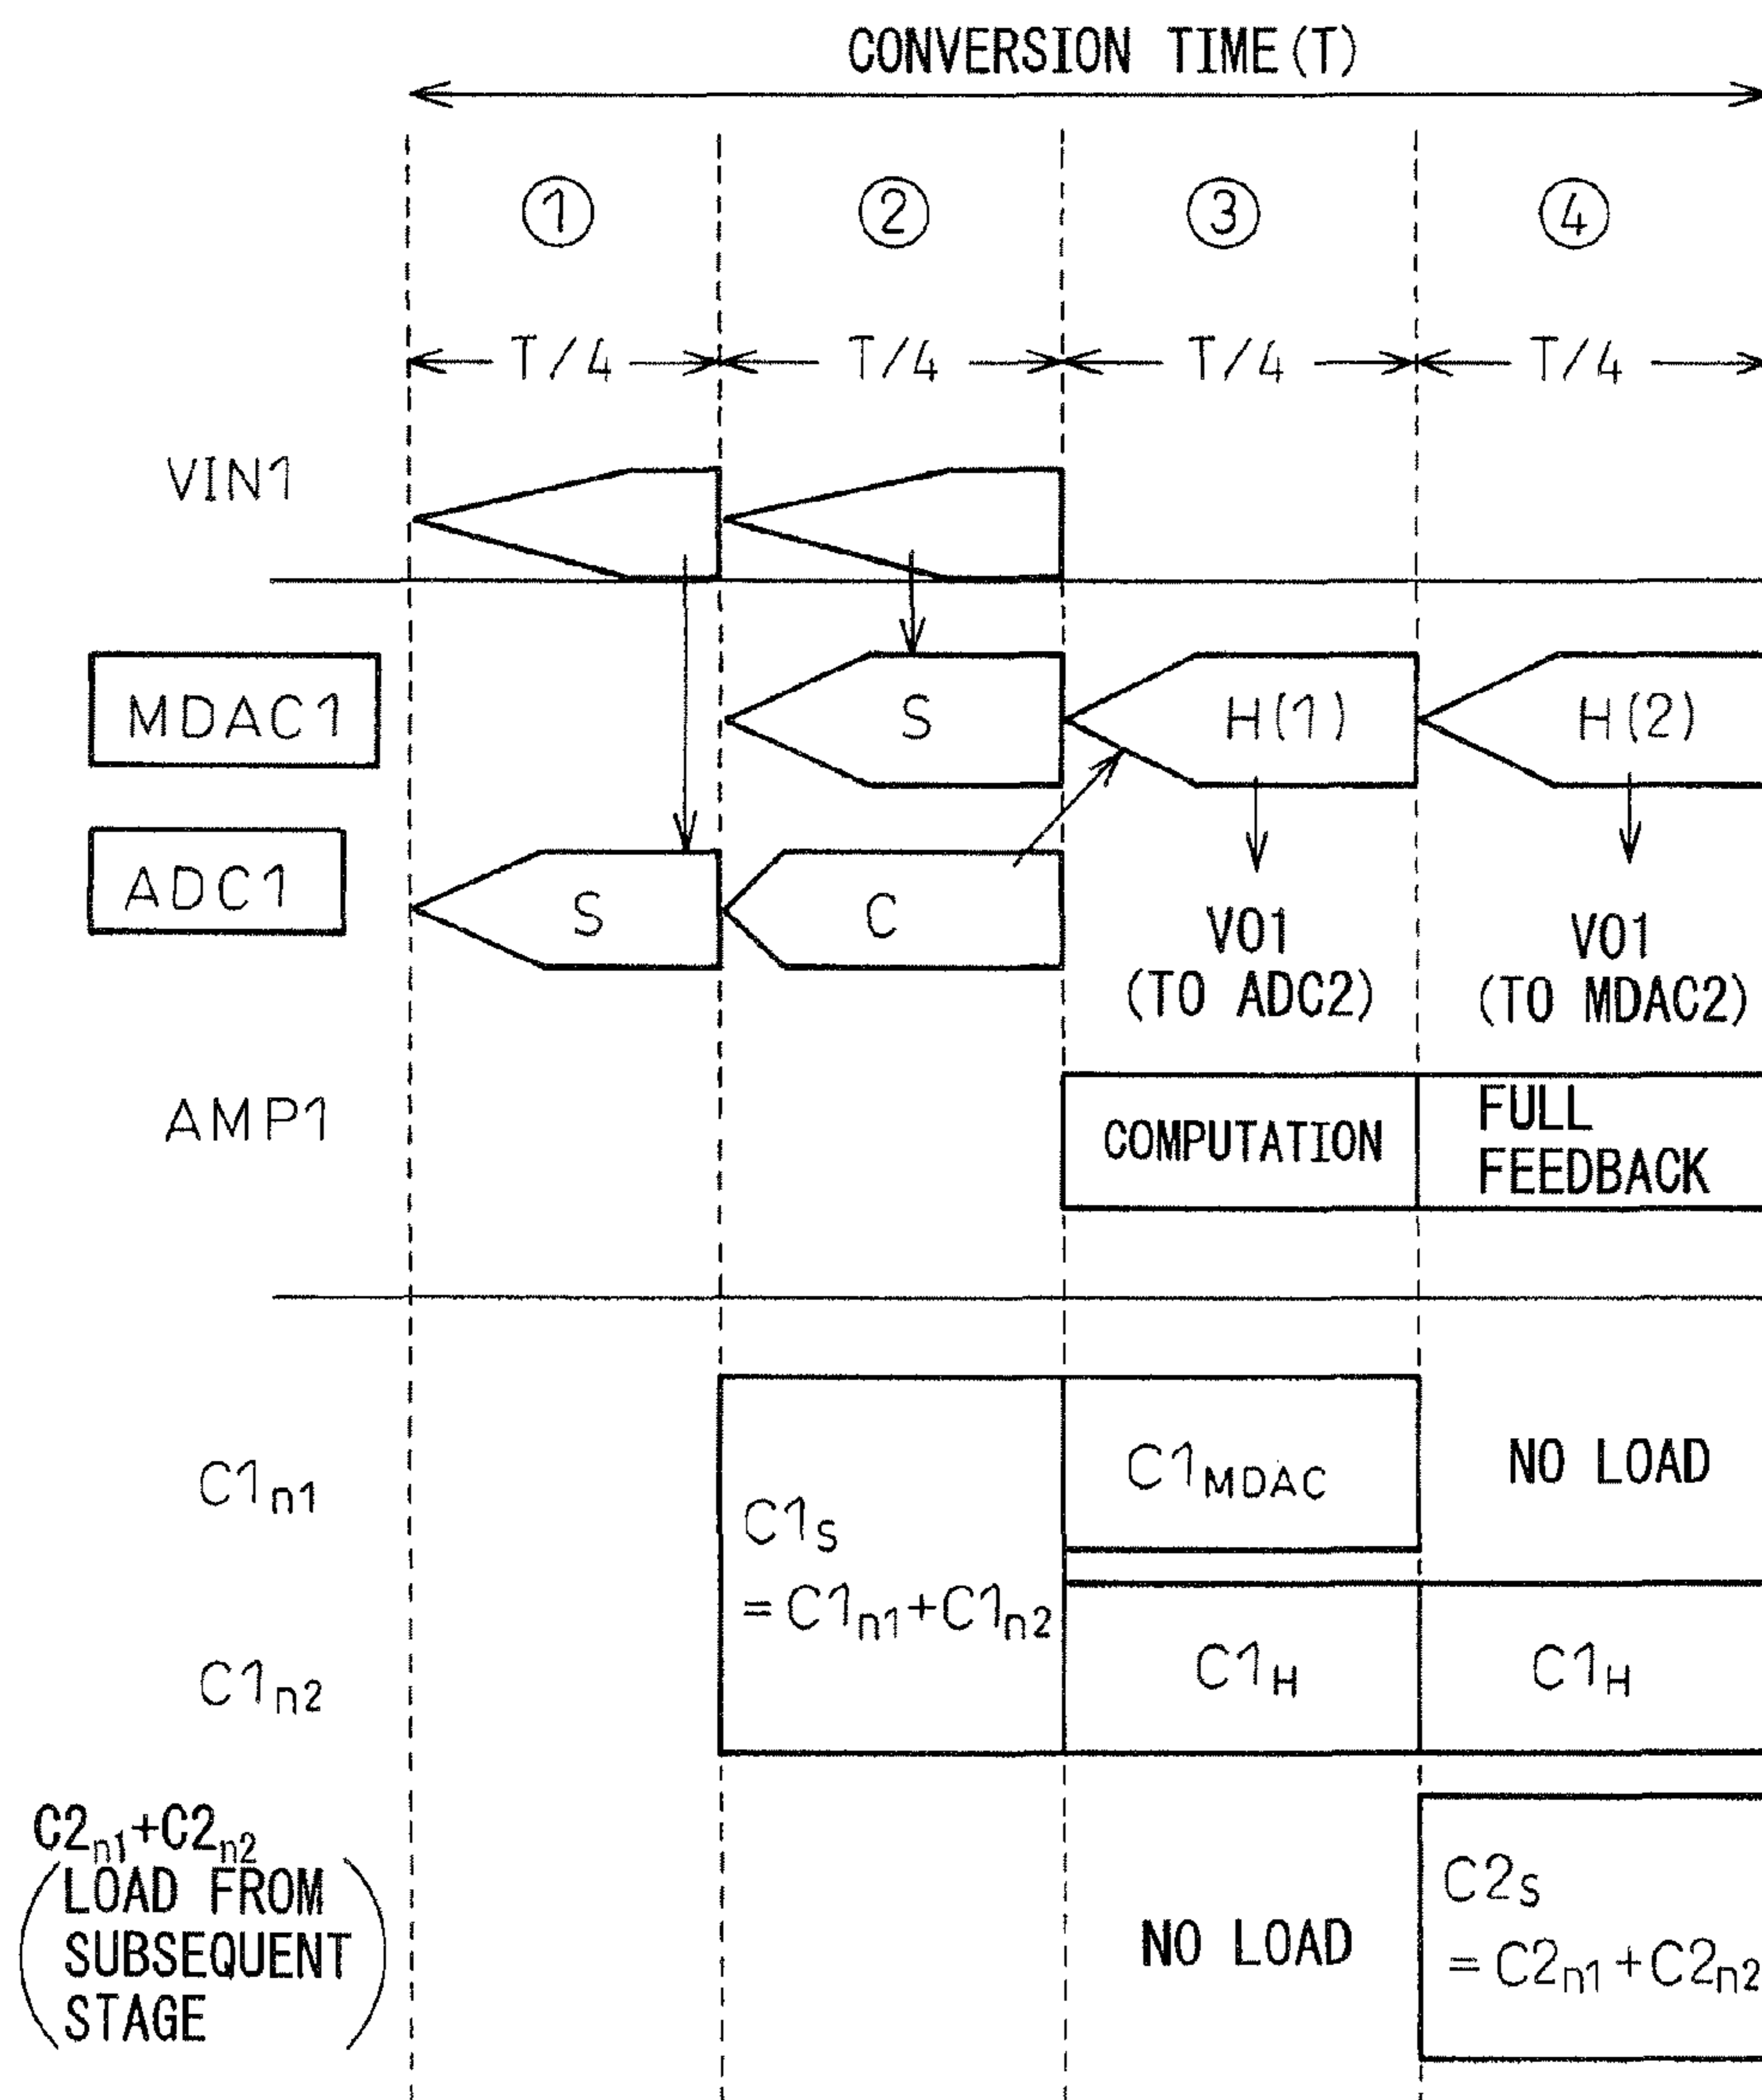 CONVERSION TIME(T)
① ② ③ ④
T/4 T/4 T/4 T/4
VIN1
MDAC1 S H(1) H(2)
ADC1 S C
VO1
(TO ADC2)
VO1
(TO MDAC2)
AMP1 COMPUTATION
FULL
FEEDBACK
C1n1
C1S
=C1n1+C1n2
C1MDAC
NO LOAD
C1n2
C1H
C1H
C2n1+C2n2
(LOAD FROM
SUBSEQUENT
STAGE)
NO LOAD
C2S
=C2n1+C2n2